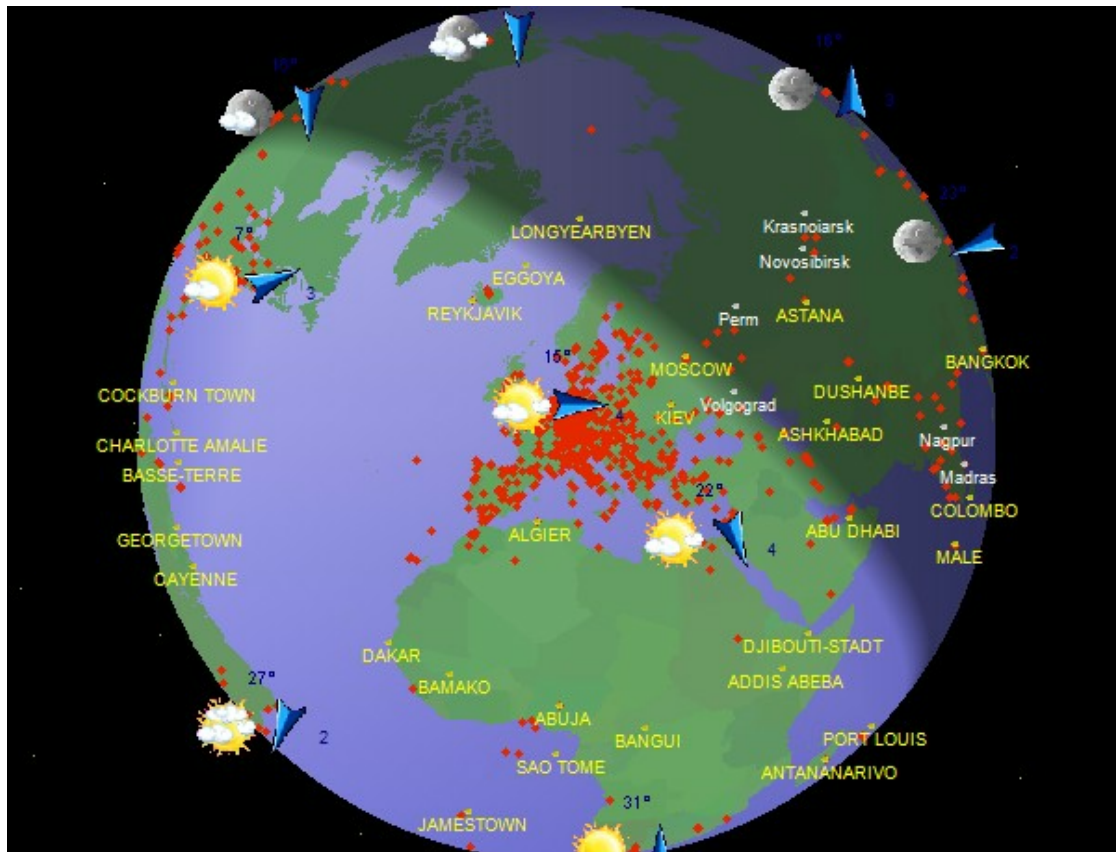 16°
10°
3
Krasnoiarsk
23°
LONGYEARBYEN
7°
2
Novosibirsk
EGGOYA
3
REYKJAVIK
Perm
ASTANA
15°
MOSCOW
BANGKOK
COCKBURN TOWN
DUSHANBE
4
KIEV
Volgograd
ASHKHABAD
CHARLOTTE AMALIE
Nagpur
BASSE-TERRE
Madras
22°
COLOMBO
ALGIER
ABU DHABI
GEORGETOWN
4
MALE
CAYENNE
DJIBOUTI-STADT
DAKAR
27°
BAMAKO
ADDIS ABEBA
ABUJA
2
BANGUI
PORT LOUIS
SAO TOME
ANTANANARIVO
31°
JAMESTOWN